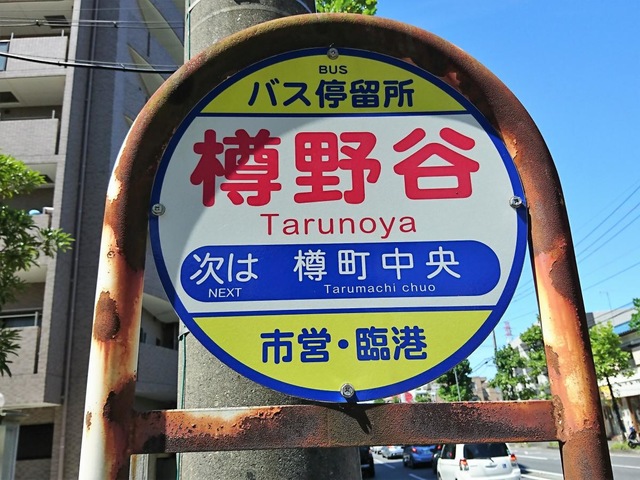 BUS
バス停留所
樽野谷
Tarunoya
次は 樽町中央
NEXT Tarumachi chuo
市営・臨港